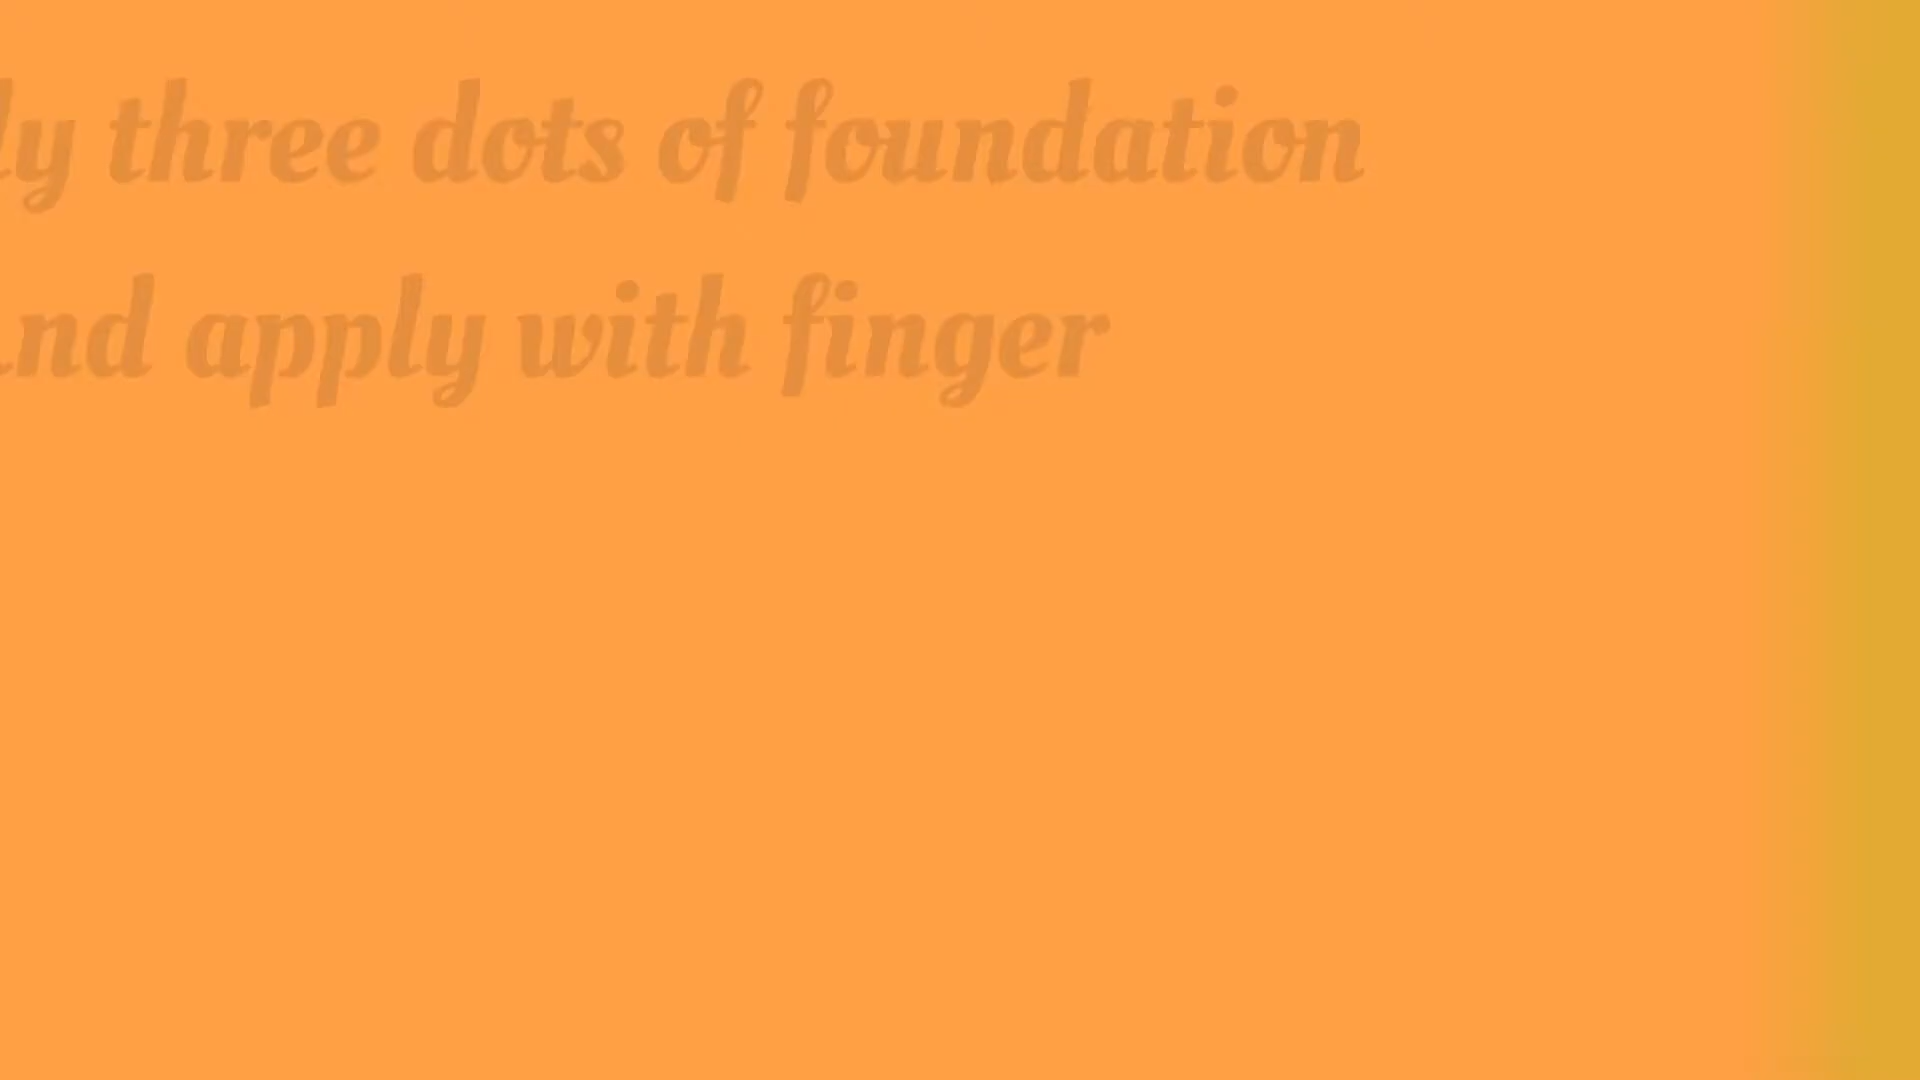 ly three dots of foundation
nd apply with finger